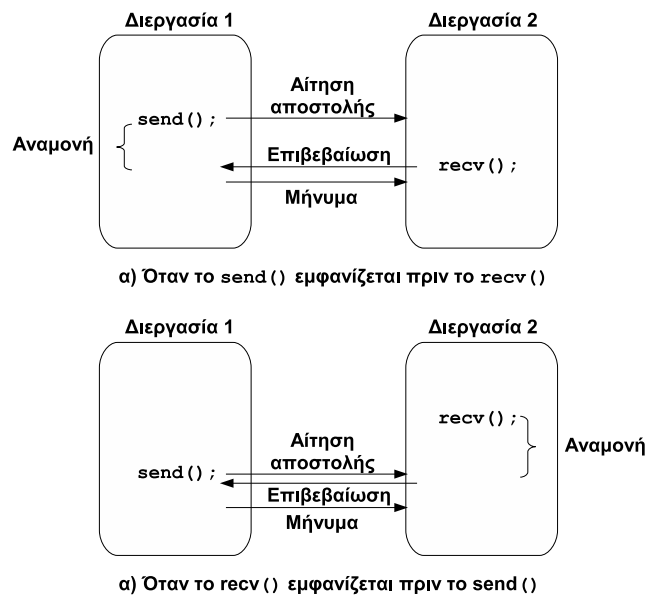 Διεργασία 1
Διεργασία 2
Αίτηση
αποστολής
send();
Αναμονή
Επιβεβαίωση
recv();
Μήνυμα
α) Όταν το send() εμφανίζεται πριν το recv()
Διεργασία 1
Διεργασία 2
recv();
Αναμονή
Αίτηση
αποστολής
send();
Επιβεβαίωση
Μήνυμα
α) Όταν το recv() εμφανίζεται πριν το send()